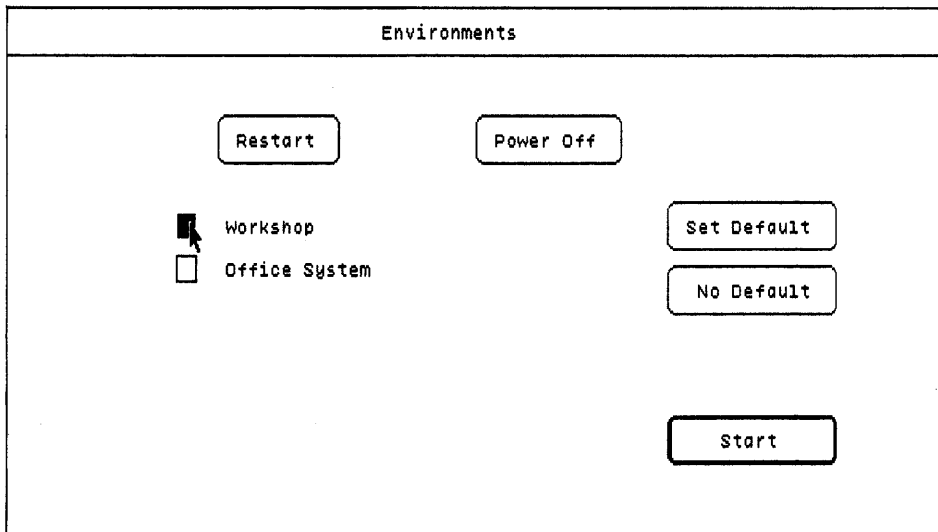 Environments
Restart Power Off
Workshop Set Default
Office System
No Default
Start